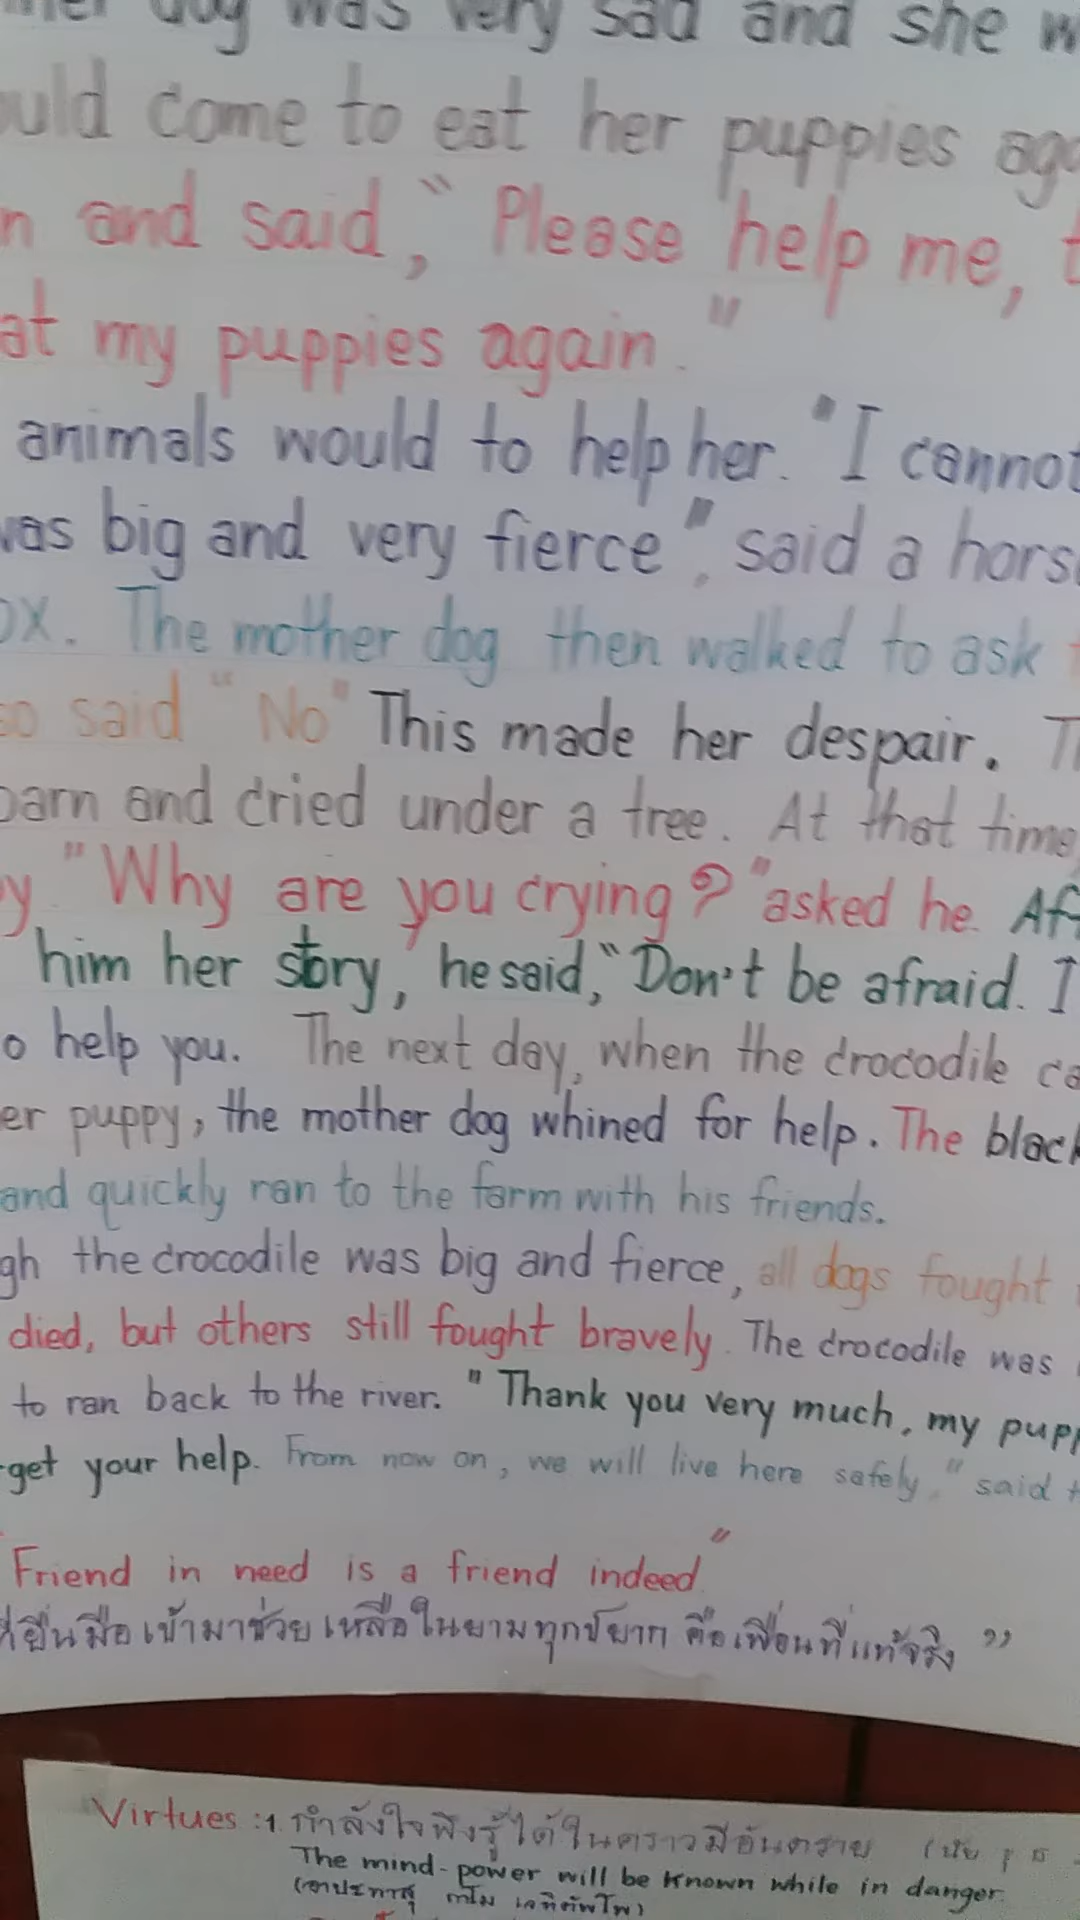 dog was very sad and she w
ould come to eat her puppies aga
n and said, " Please help me, t
at my puppies again."
animals would to help her. "I cannot
was big and very fierce", said a hors
ox. The mother dog then walked to ask
so said "No" This made her despair. Th
barn and cried under a tree. At that time,
y "Why are you crying?" asked he. Aft
him her story, he said, "Don't be afraid. I
o help you. The next day, when the crocodile ca
er puppy, the mother dog whined for help. The black
and quickly ran to the farm with his friends.
gh the crocodile was big and fierce, all dogs fought
died, but others still fought bravely. The crocodile was
to ran back to the river. "Thank you very much, my pupp
get your help. From now on, we will live here safely," said t
Friend in need is a friend indeed"
ที่ยื่นมือเข้ามาช่วยเหลือในยามทุกข์ยาก คือเพื่อนที่แท้จริง ”
Virtues : 1. กำลังใจพึงรู้ได้ในคราวมีอันตราย
The mind-power will be known while in danger.